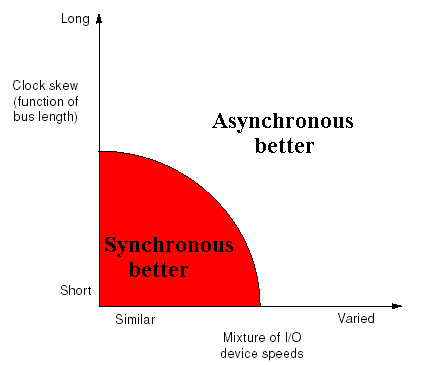 Long
Clock skew
(function of
bus length)
Asynchronous
better
Synchronous
better
Short
Similar
Varied
Mixture of I/O
device speeds